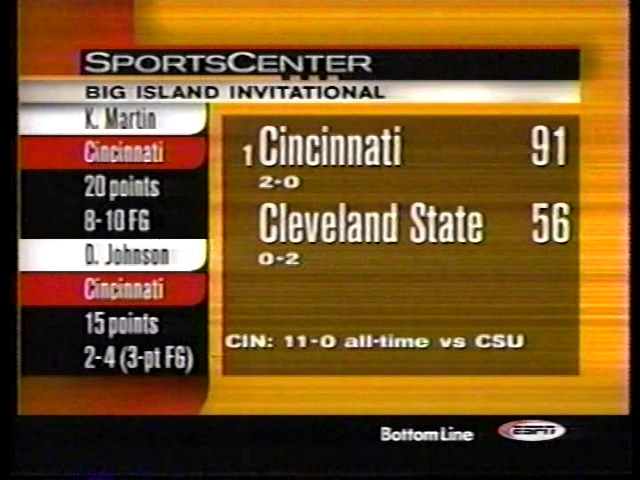 SPORTSCENTER
BIG ISLAND INVITATIONAL
K. Martin
Cincinnati
20 points
8-10 FG
D. Johnson
Cincinnati
15 points
2-4 (3-pt FG)
1 Cincinnati 91
2-0
Cleveland State 56
0-2
CIN: 11-0 all-time vs CSU
BottomLine ESPN